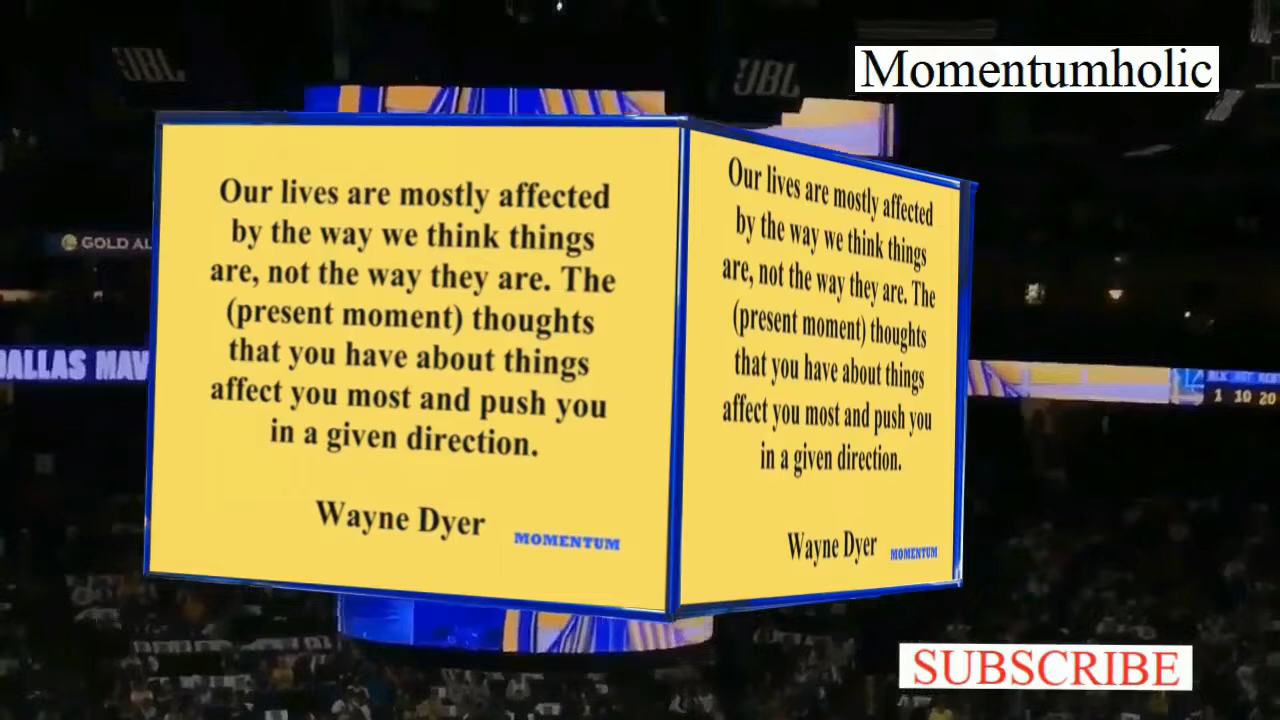 JBL
JBL
Momentumholic
GOLD
Our lives are mostly affected
by the way we think things
are, not the way they are. The
(present moment) thoughts
that you have about things
affect you most and push you
in a given direction.
Wayne Dyer
MOMENTUM
Our lives are mostly affected
by the way we think things
are, not the way they are. The
(present moment) thoughts
that you have about things
affect you most and push you
in a given direction.
Wayne Dyer
MOMENTUM
DALLAS MAV
1 10 20
SUBSCRIBE